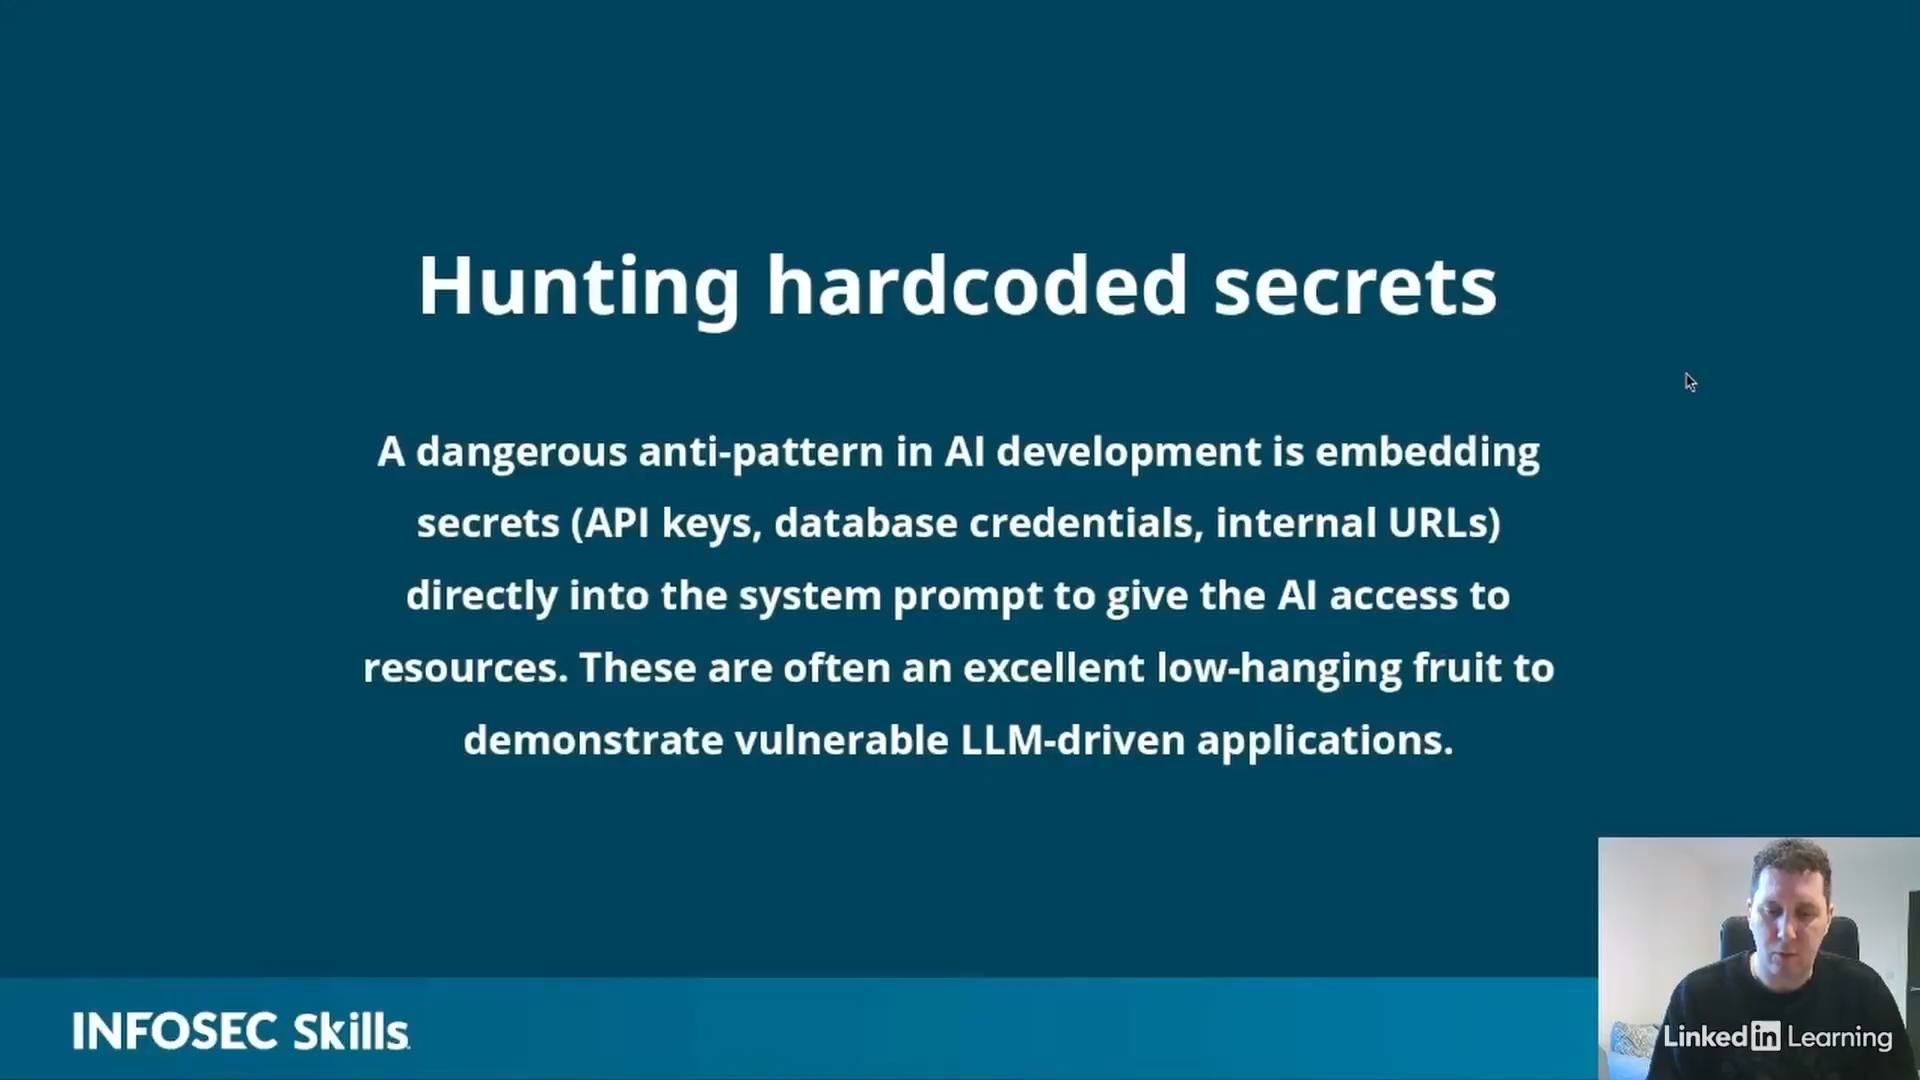 Hunting hardcoded secrets
A dangerous anti-pattern in AI development is embedding
secrets (API keys, database credentials, internal URLs)
directly into the system prompt to give the AI access to
resources. These are often an excellent low-hanging fruit to
demonstrate vulnerable LLM-driven applications.
INFOSEC Skills
LinkedIn Learning